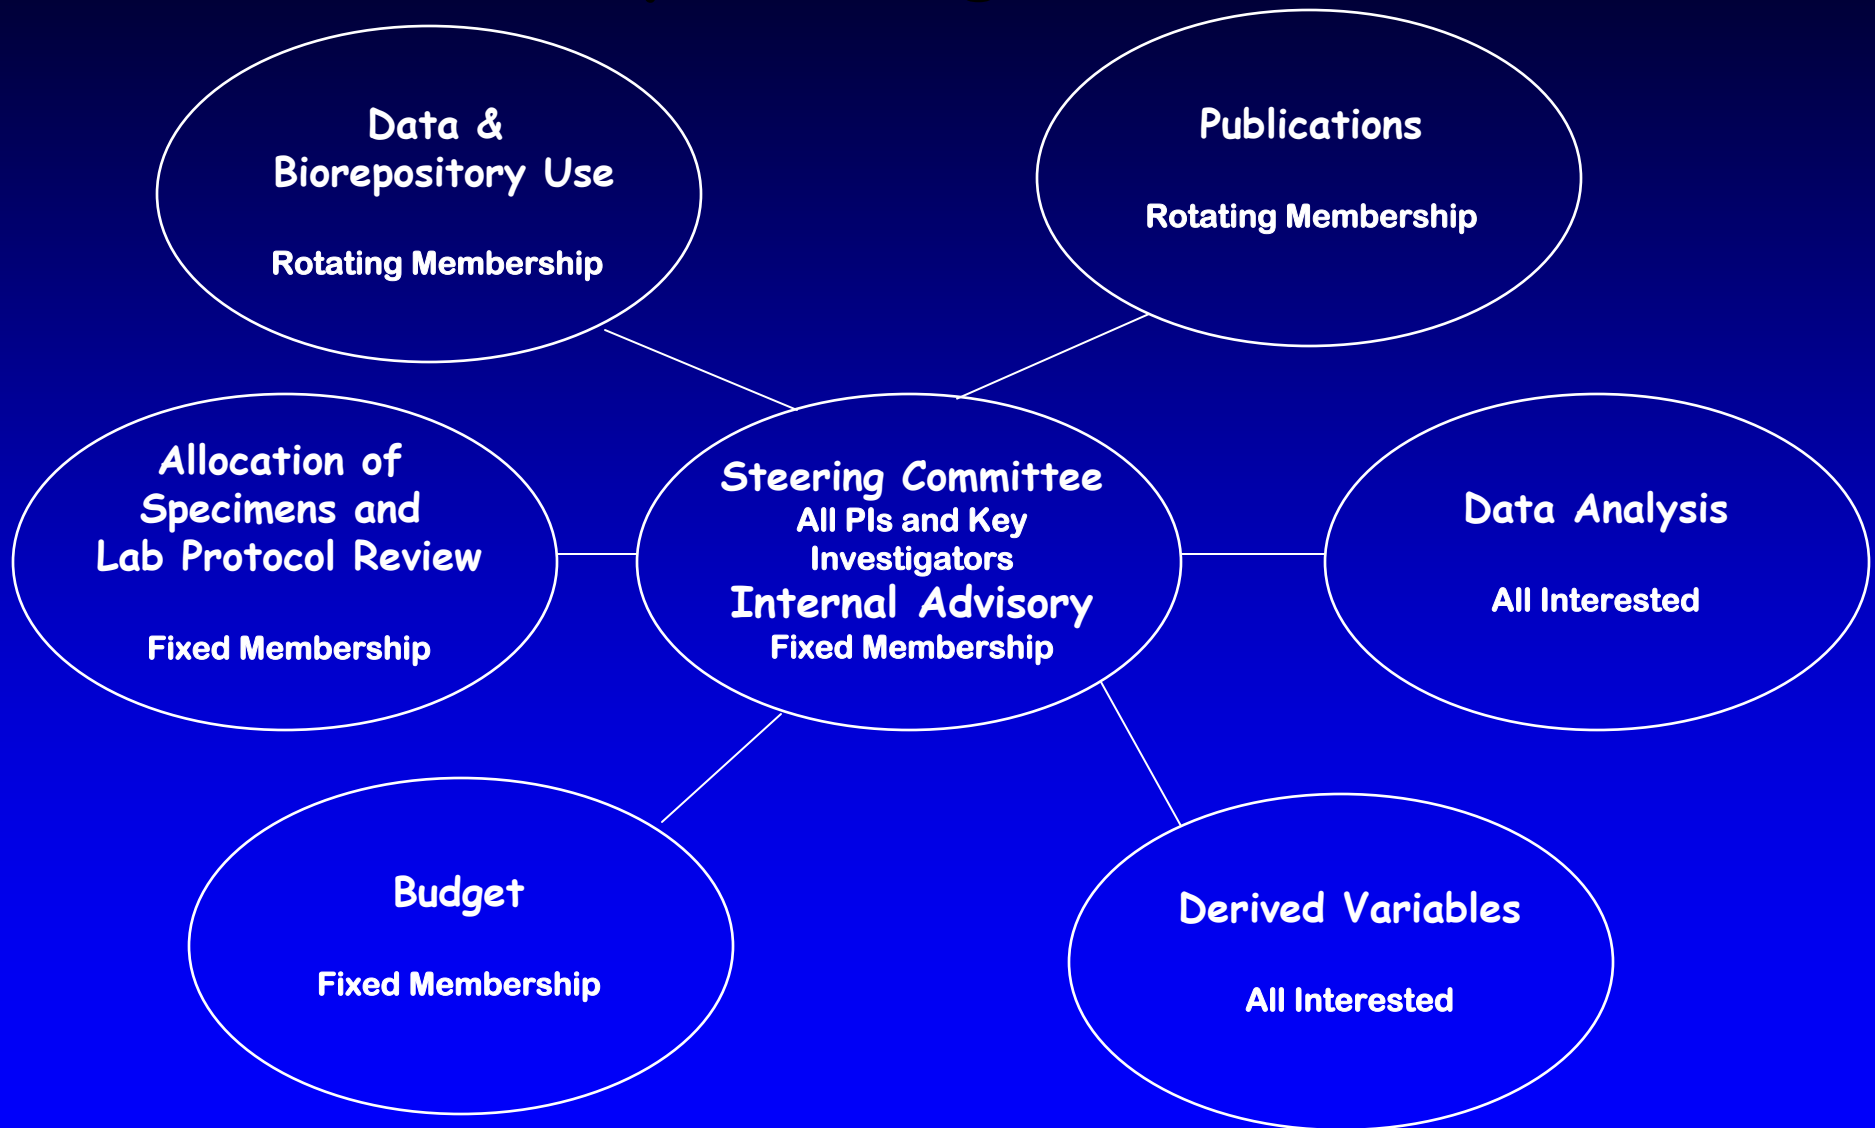 Data &
Biorepository Use
Rotating Membership
Publications
Rotating Membership
Allocation of
Specimens and
Lab Protocol Review
Fixed Membership
Steering Committee
All PIs and Key
Investigators
Internal Advisory
Fixed Membership
Data Analysis
All Interested
Budget
Fixed Membership
Derived Variables
All Interested